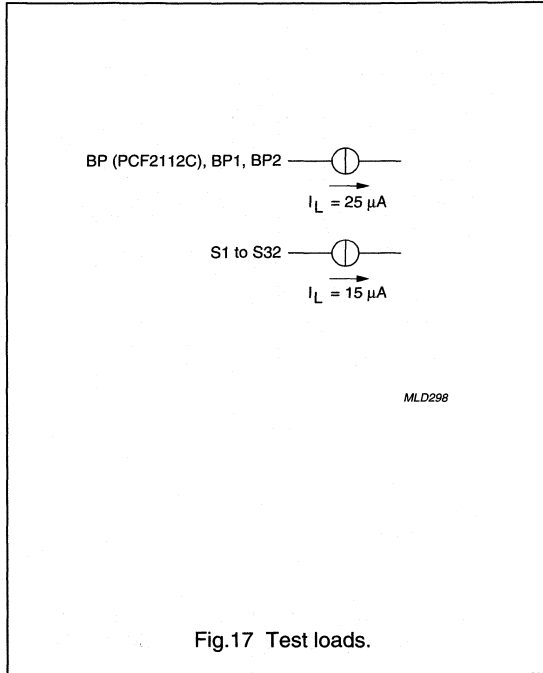 BP (PCF2112C), BP1, BP2
I_L = 25 µA
S1 to S32
I_L = 15 µA
MLD298
Fig.17 Test loads.